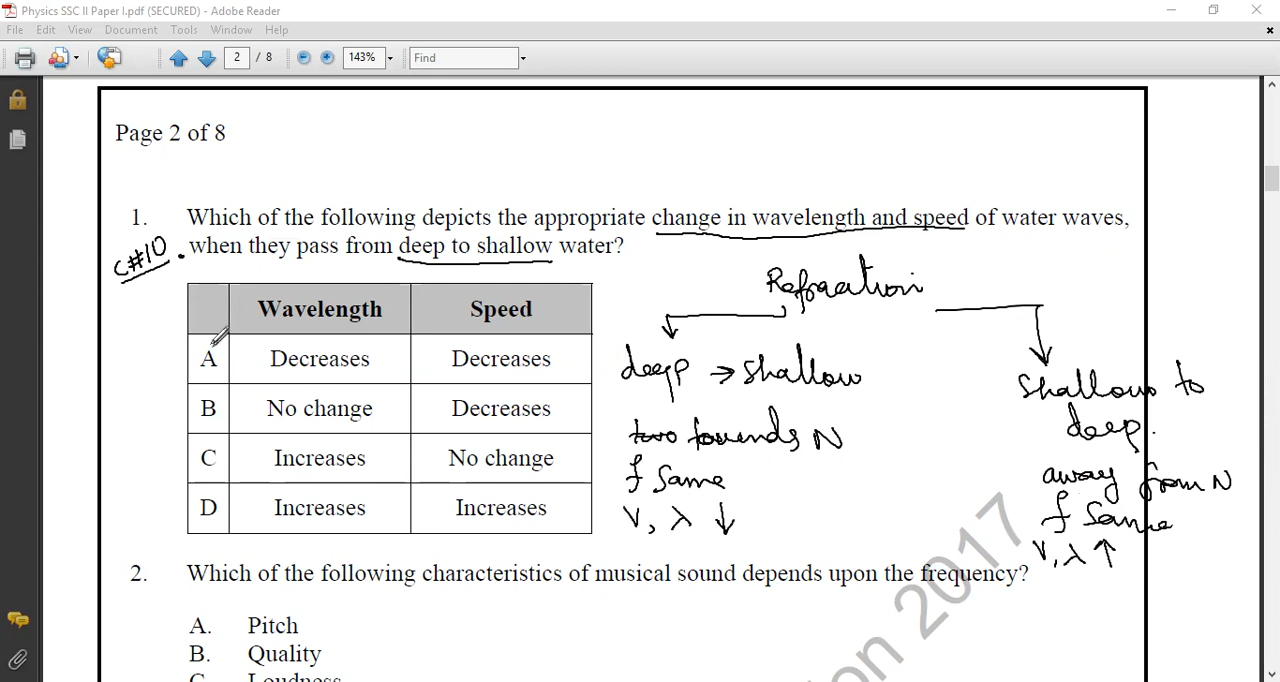 Physics SSC II Paper I.pdf (SECURED) - Adobe Reader
File Edit View Document Tools Window Help
2 / 8 143% Find
Page 2 of 8
1. Which of the following depicts the appropriate change in wavelength and speed of water waves,
when they pass from deep to shallow water?
C#10
Refraction
Wavelength Speed
A Decreases Decreases
B No change Decreases
C Increases No change
D Increases Increases
deep → shallow
two towends N
f Same
V, λ ↓
Shallow to
deep.
away from N
f Same
V, λ ↑
2. Which of the following characteristics of musical sound depends upon the frequency?
A. Pitch
B. Quality
C. Loudness
on 2017